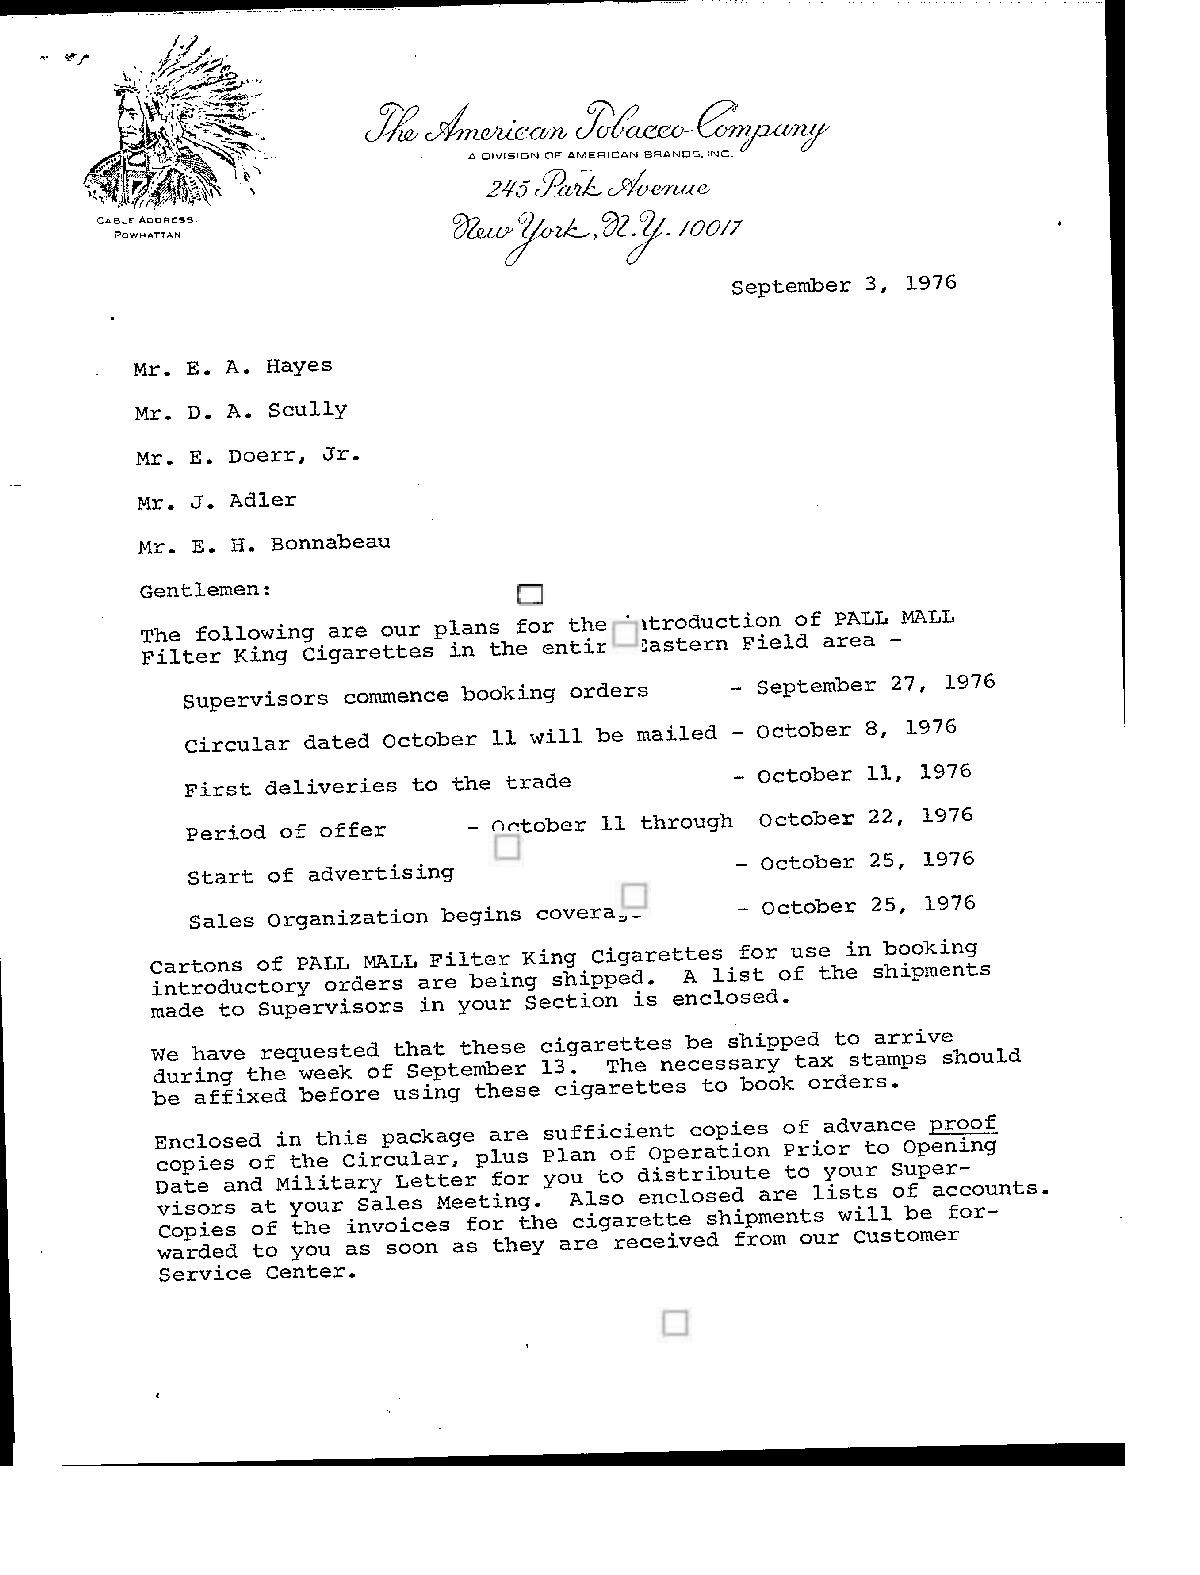 The American Tobacco Company
A DIVISION OF AMERICAN BRANDS, INC.
245 Park Avenue
New York, N.Y. 10017
CABLE ADDRESS
POWHATTAN
September 3, 1976
Mr. E. A. Hayes
Mr. D. A. Scully
Mr. E. Doerr, Jr.
Mr. J. Adler
Mr. E. H. Bonnabeau
Gentlemen:
The following are our plans for the introduction of PALL MALL
Filter King Cigarettes in the entire Eastern Field area -
Supervisors commence booking orders - September 27, 1976
Circular dated October 11 will be mailed - October 8, 1976
First deliveries to the trade - October 11, 1976
Period of offer - October 11 through October 22, 1976
Start of advertising - October 25, 1976
Sales Organization begins coverage - October 25, 1976
Cartons of PALL MALL Filter King Cigarettes for use in booking
introductory orders are being shipped. A list of the shipments
made to Supervisors in your Section is enclosed.
We have requested that these cigarettes be shipped to arrive
during the week of September 13. The necessary tax stamps should
be affixed before using these cigarettes to book orders.
Enclosed in this package are sufficient copies of advance proof
copies of the Circular, plus Plan of Operation Prior to Opening
Date and Military Letter for you to distribute to your Super-
visors at your Sales Meeting. Also enclosed are lists of accounts.
Copies of the invoices for the cigarette shipments will be for-
warded to you as soon as they are received from our Customer
Service Center.